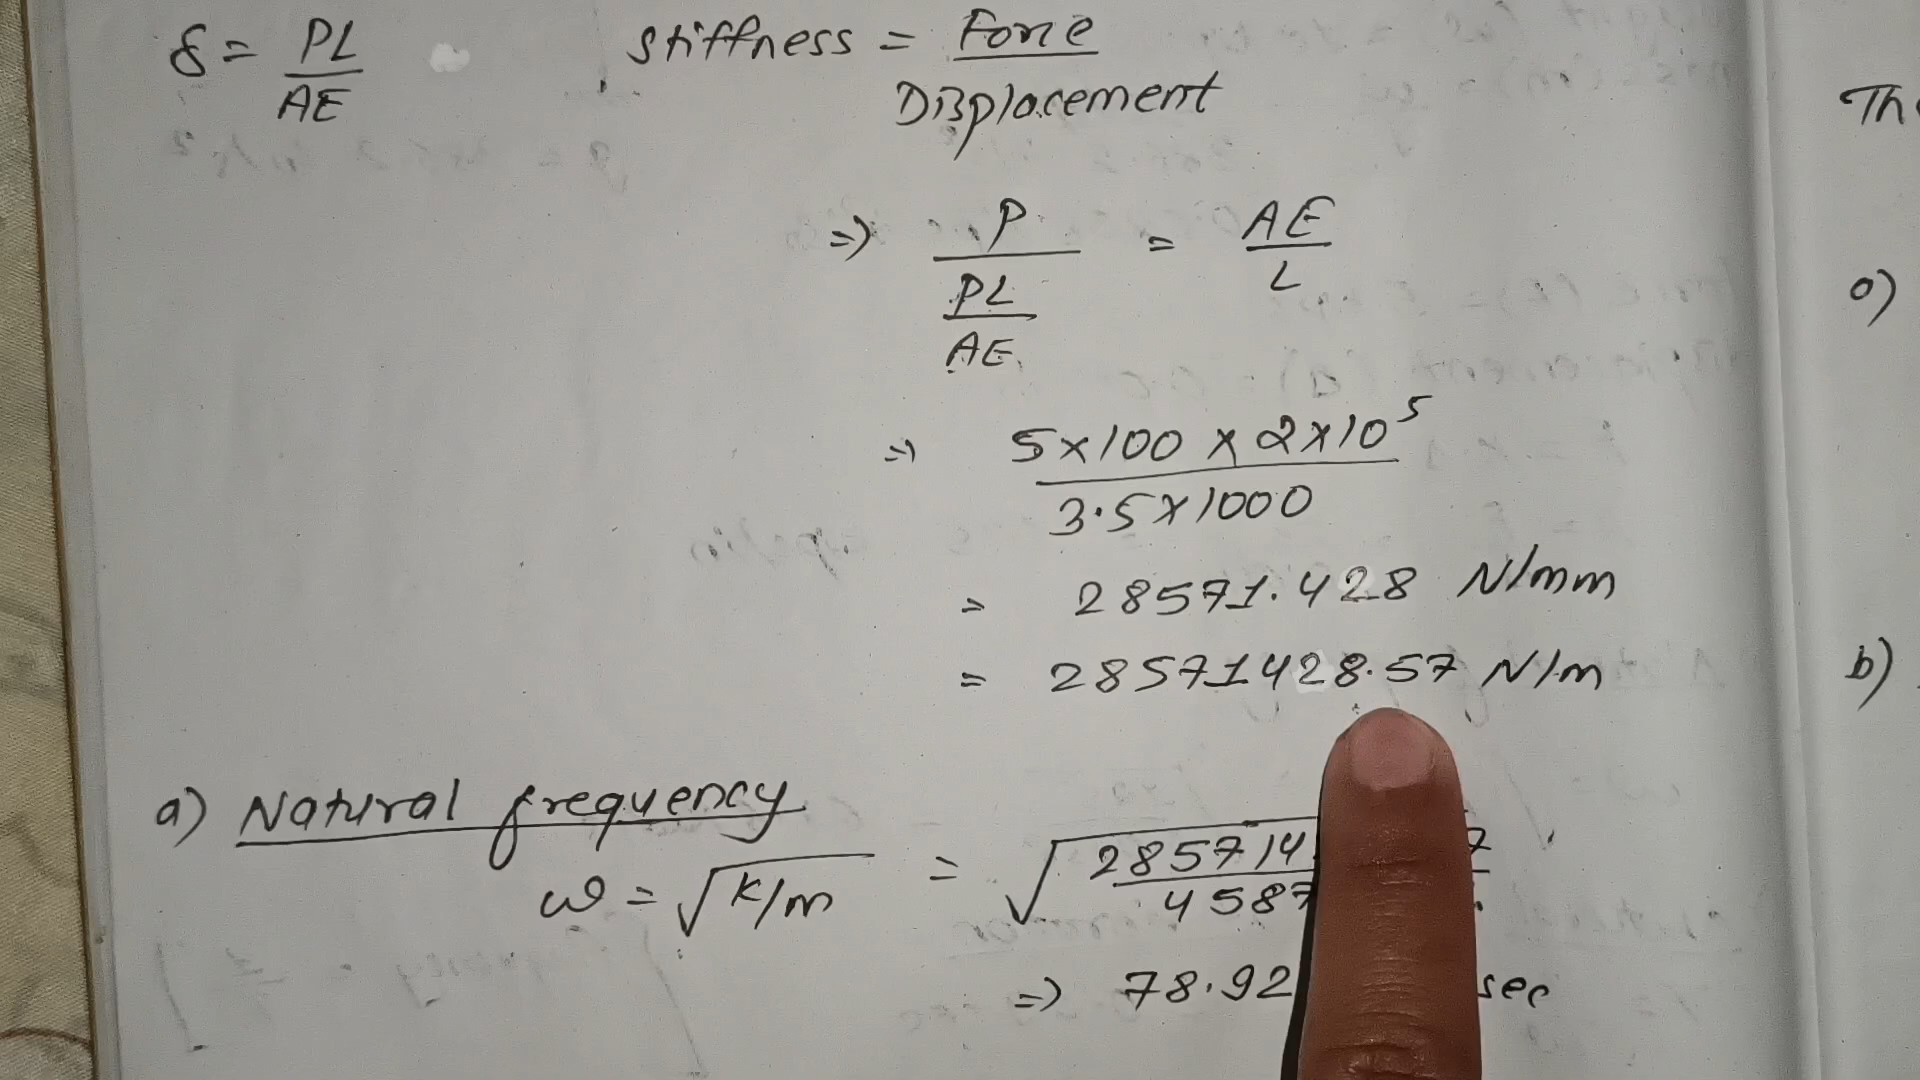 δ = PL/AE
stiffness = Force/Displacement
=> P/(PL/AE) = AE/L
=> 5×100 × 2×10^5 / 3.5×1000
= 28571.428 N/mm
= 28571428.57 N/m
a) Natural frequency
ω = √k/m = √285714 7/4587
=> 78.92 sec
Th
a)
b)